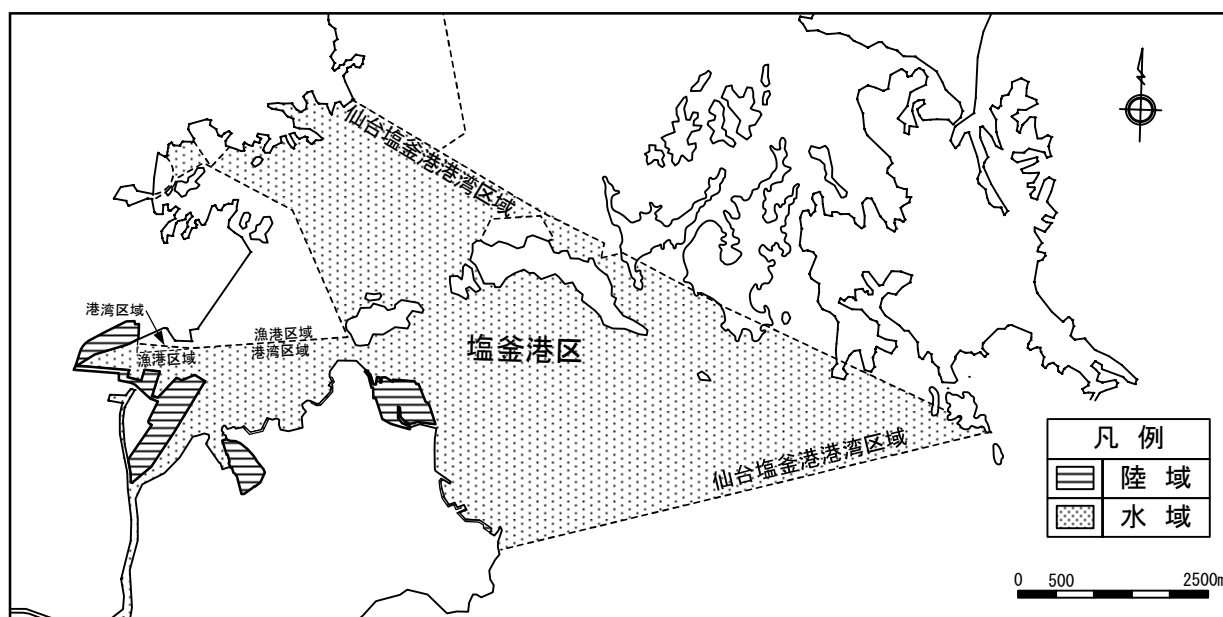 仙台塩釜港港湾区域
港湾区域
漁港区域
漁港区域
港湾区域
塩釜港区
仙台塩釜港港湾区域
凡 例
陸 域
水 域
0 500 2500m